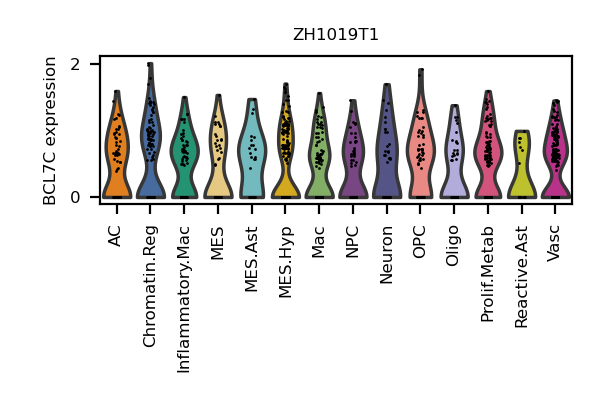 ZH1019T1
BCL7C expression
2
0
AC
Chromatin.Reg
Inflammatory.Mac
MES
MES.Ast
MES.Hyp
Mac
NPC
Neuron
OPC
Oligo
Prolif.Metab
Reactive.Ast
Vasc